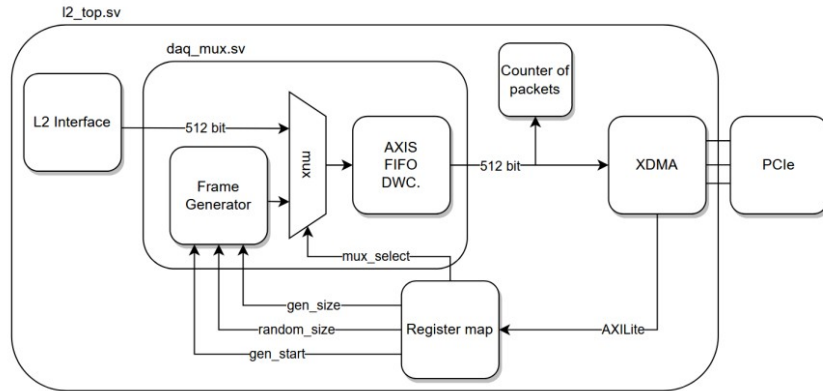 l2_top.sv
daq_mux.sv
L2 Interface
512 bit
Frame
Generator
mux
AXIS
FIFO
DWC.
512 bit
Counter of
packets
XDMA
PCIe
mux_select
gen_size
random_size
gen_start
Register map
AXILite